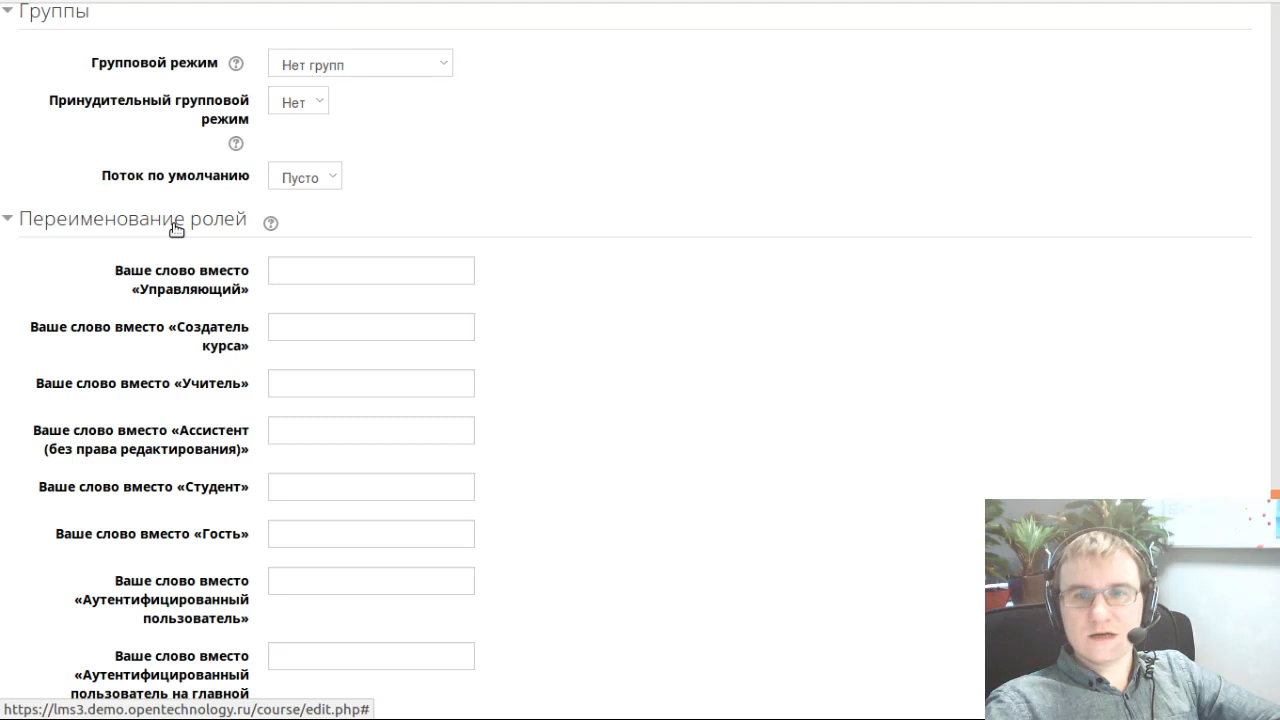 Группы
Групповой режим
Нет групп
Принудительный групповой
режим
Нет
Поток по умолчанию
Пусто
Переименование ролей
Ваше слово вместо
«Управляющий»
Ваше слово вместо «Создатель
курса»
Ваше слово вместо «Учитель»
Ваше слово вместо «Ассистент
(без права редактирования)»
Ваше слово вместо «Студент»
Ваше слово вместо «Гость»
Ваше слово вместо
«Аутентифицированный
пользователь»
Ваше слово вместо
«Аутентифицированный
пользователь на главной
https://lms3.demo.opentechnology.ru/course/edit.php#